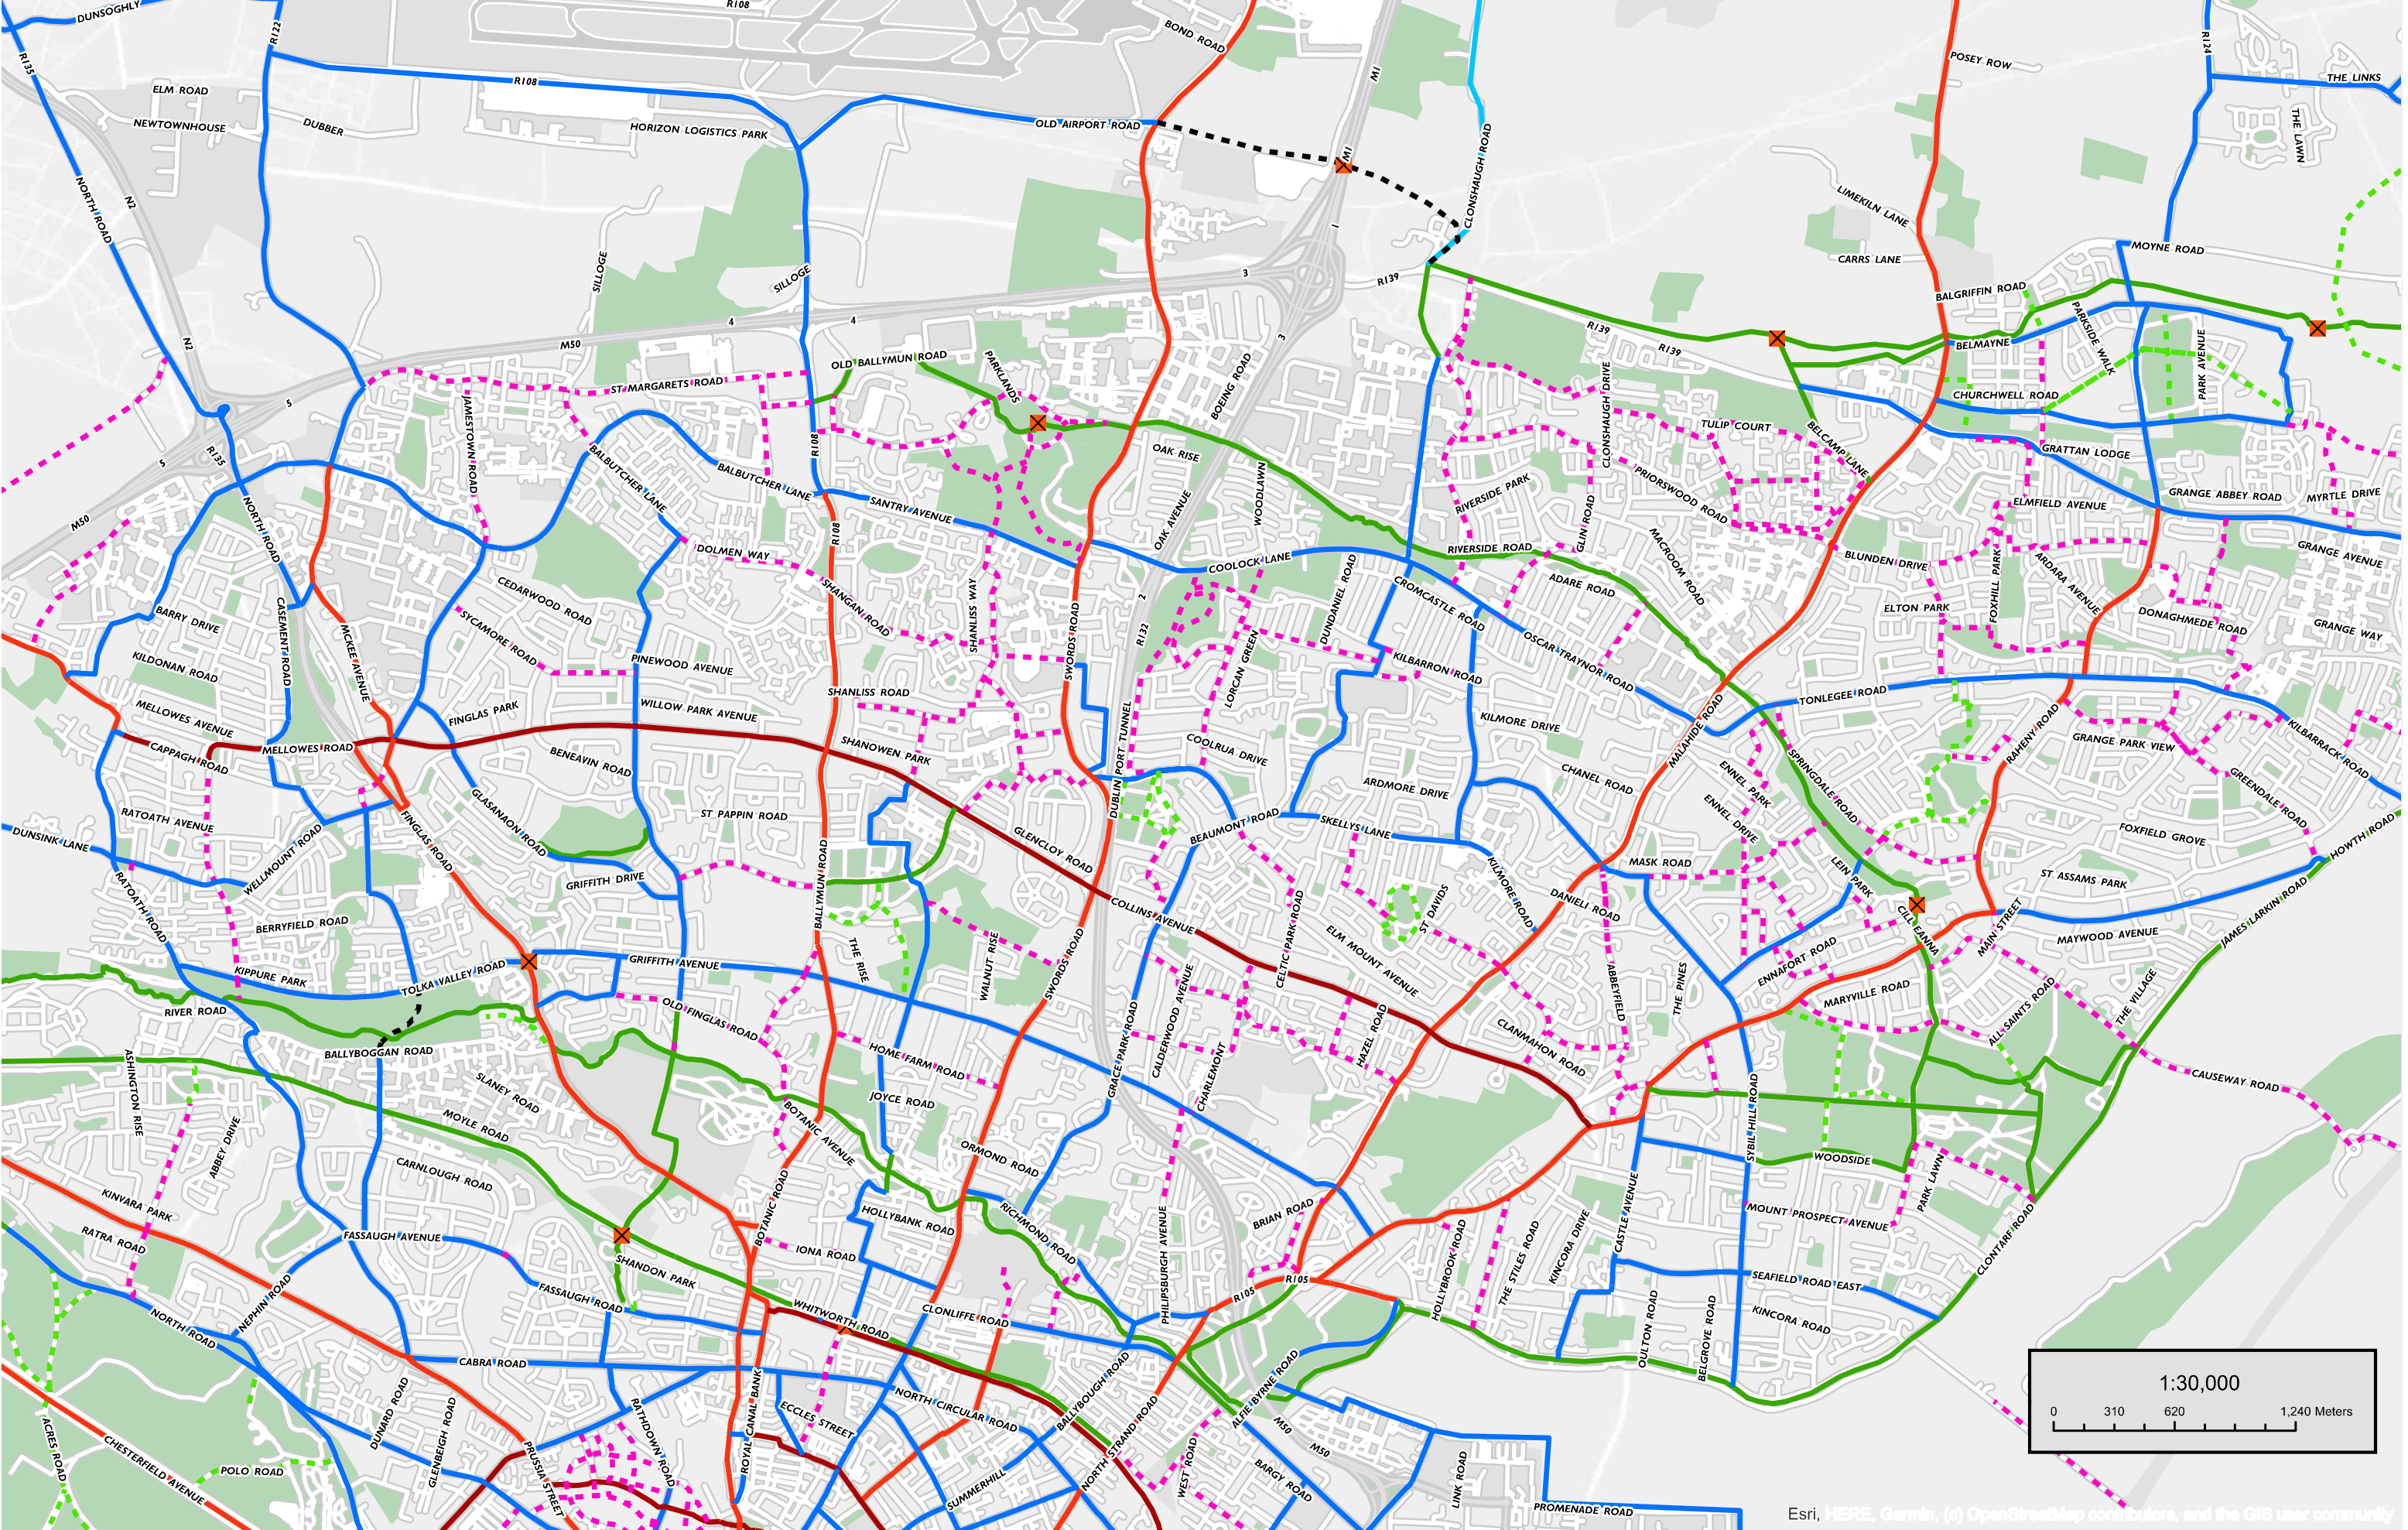 R108
DUNSOGHLY
R122
BOND ROAD
R124
R135
M1
POSEY ROW
THE LINKS
R108
ELM ROAD
NEWTOWNHOUSE
DUBBER
HORIZON LOGISTICS PARK
OLD AIRPORT ROAD
THE LAWN
M1
CLONSHAUGH ROAD
N2
NORTH ROAD
LIMEKILN LANE
1
MOYNE ROAD
SILLOGE
SILLOGE
3
R139
CARRS LANE
BALGRIFFIN ROAD
4
4
3
R139
R139
N2
M50
BELMAYNE
PARKSIDE WALK
PARK AVENUE
OLD BALLYMUN ROAD
PARKLANDS
BOEING ROAD
ST MARGARETS ROAD
CLONSHAUGH DRIVE
CHURCHWELL ROAD
5
JAMESTOWN ROAD
R108
TULIP COURT
BELCAMP LANE
5
R135
BALBUTCHER LANE
BALBUTCHER LANE
OAK RISE
GRATTAN LODGE
WOODLAWN
PRIORSWOOD ROAD
RIVERSIDE PARK
GRANGE ABBEY ROAD
MYRTLE DRIVE
M50
NORTH ROAD
SANTRY AVENUE
OAK AVENUE
GLIN ROAD
ELMFIELD AVENUE
R108
DOLMEN WAY
COOLOCK LANE
RIVERSIDE ROAD
MACROOM ROAD
BLUNDEN DRIVE
GRANGE AVENUE
CEDARWOOD ROAD
SHANGAN ROAD
SHANLISS WAY
2
CROMCASTLE ROAD
ADARE ROAD
FOXHILL PARK
ARDARA AVENUE
BARRY DRIVE
CASEMENT ROAD
SYCAMORE ROAD
SWORDS ROAD
R132
DUNDANIEL ROAD
ELTON PARK
DONAGHMEDE ROAD
GRANGE WAY
MCKEE AVENUE
KILDONAN ROAD
PINEWOOD AVENUE
LORCAN GREEN
KILBARRON ROAD
OSCAR TRAYNOR ROAD
SHANLISS ROAD
TONLEGEE ROAD
MELLOWES AVENUE
FINGLAS PARK
WILLOW PARK AVENUE
KILMORE DRIVE
MALAHIDE ROAD
RAHENY ROAD
KILBARRACK ROAD
CAPPAGH ROAD
MELLOWES ROAD
BENEAVIN ROAD
SHANOWEN PARK
DUBLIN PORT TUNNEL
COOLRUA DRIVE
GRANGE PARK VIEW
CHANEL ROAD
ENNEL PARK
SPRINGDALE ROAD
ARDMORE DRIVE
GREENDALE ROAD
RATOATH AVENUE
GLASANAON ROAD
ST PAPPIN ROAD
ENNEL DRIVE
DUNSINK LANE
FINGLAS ROAD
GLENCLOY ROAD
BEAUMONT ROAD
SKELLYS LANE
FOXFIELD GROVE
HOWTH ROAD
WELLMOUNT ROAD
GRIFFITH DRIVE
BALLYMUN ROAD
KILMORE ROAD
MASK ROAD
LEIN PARK
ST ASSAMS PARK
RATOATH ROAD
COLLINS AVENUE
CELTIC PARK ROAD
ST DAVIDS
DANIELI ROAD
CILL EANNA
MAIN STREET
JAMES LARKIN ROAD
BERRYFIELD ROAD
THE RISE
WALNUT RISE
ELM MOUNT AVENUE
MAYWOOD AVENUE
ENNAFORT ROAD
KIPPURE PARK
TOLKA VALLEY ROAD
GRIFFITH AVENUE
SWORDS ROAD
CALDERWOOD AVENUE
ABBEYFIELD
THE PINES
MARYVILLE ROAD
ALL SAINTS ROAD
THE VILLAGE
RIVER ROAD
OLD FINGLAS ROAD
GRACE PARK ROAD
HAZEL ROAD
CLANMAHON ROAD
BALLYBOGGAN ROAD
HOME FARM ROAD
CHARLEMONT
CAUSEWAY ROAD
ASHINGTON RISE
SLANEY ROAD
JOYCE ROAD
MOYLE ROAD
BOTANIC AVENUE
SYBIL HILL ROAD
ABBEY DRIVE
ORMOND ROAD
WOODSIDE
CARNLOUGH ROAD
BOTANIC ROAD
PARK LAWN
KINVARA PARK
HOLLYBANK ROAD
RICHMOND ROAD
BRIAN ROAD
CASTLE AVENUE
MOUNT PROSPECT AVENUE
RATRA ROAD
FASSAUGH AVENUE
IONA ROAD
PHILIPSBURGH AVENUE
HOLLYBROOK ROAD
THE STILES ROAD
KINCORA DRIVE
CLONTARF ROAD
SHANDON PARK
R105
R105
SEAFIELD ROAD EAST
NEPHIN ROAD
NORTH ROAD
FASSAUGH ROAD
WHITWORTH ROAD
CLONLIFFE ROAD
OULTON ROAD
BELGROVE ROAD
KINCORA ROAD
CABRA ROAD
ROYAL CANAL BANK
BALLYBOUGH ROAD
ALFIE BYRNE ROAD
1:30,000
0 310 620 1,240 Meters
ACRES ROAD
CHESTERFIELD AVENUE
DUNARD ROAD
GLENBEIGH ROAD
RATHDOWN ROAD
ECCLES STREET
NORTH CIRCULAR ROAD
NORTH STRAND ROAD
M50
M50
POLO ROAD
PRUSSIA STREET
SUMMERHILL
WEST ROAD
BARGY ROAD
LINK ROAD
PROMENADE ROAD
Esri, HERE, Garmin, (c) OpenStreetMap contributors, and the GIS user community